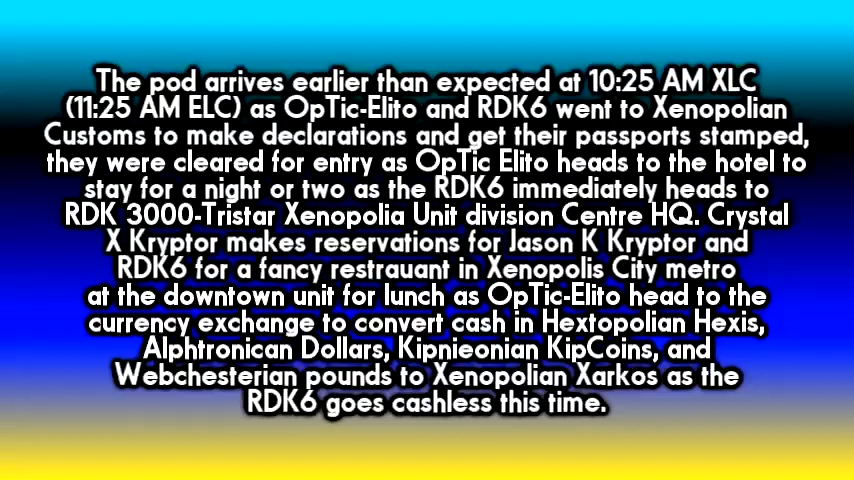 The pod arrives earlier than expected at 10:25 AM XLC
(11:25 AM ELC) as OpTic-Elito and RDK6 went to Xenopolian
Customs to make declarations and get their passports stamped,
they were cleared for entry as OpTic Elito heads to the hotel to
stay for a night or two as the RDK6 immediately heads to
RDK 3000-Tristar Xenopolia Unit division Centre HQ. Crystal
X Kryptor makes reservations for Jason K Kryptor and
RDK6 for a fancy restrauant in Xenopolis City metro
at the downtown unit for lunch as OpTic-Elito head to the
currency exchange to convert cash in Hextopolian Hexis,
Alphtronican Dollars, Kipnieonian KipCoins, and
Webchesterian pounds to Xenopolian Xarkos as the
RDK6 goes cashless this time.